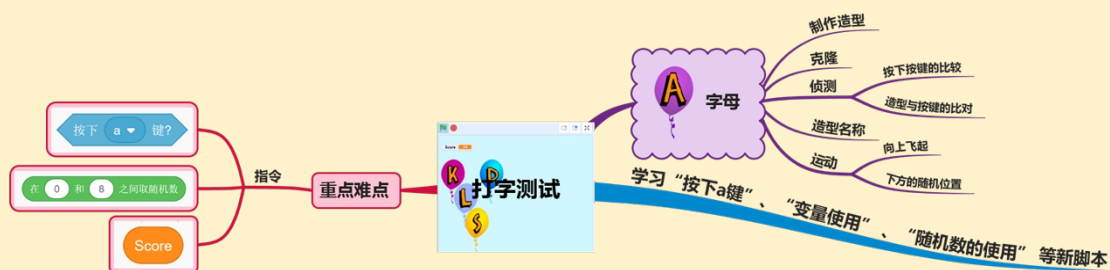 按下 a 键?
在 0 和 8 之间取随机数
Score
指令
重点难点
Score
K
D
L
S
打字测试
A
字母
制作造型
克隆
侦测
按下按键的比较
造型与按键的比对
造型名称
运动
向上飞起
下方的随机位置
学习“按下a键”、“变量使用”、“随机数的使用”等新脚本